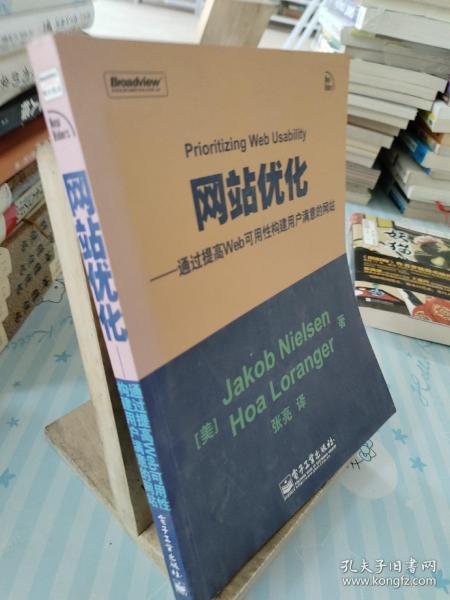 Broadview
Prioritizing Web Usability
网站优化
——通过提高Web可用性构建用户满意的网站
Jakob Nielsen
[美] Hoa Loranger 著
张亮 译
电子工业出版社
网站优化
电子工业出版社
孔夫子旧书网
www.kongfz.com